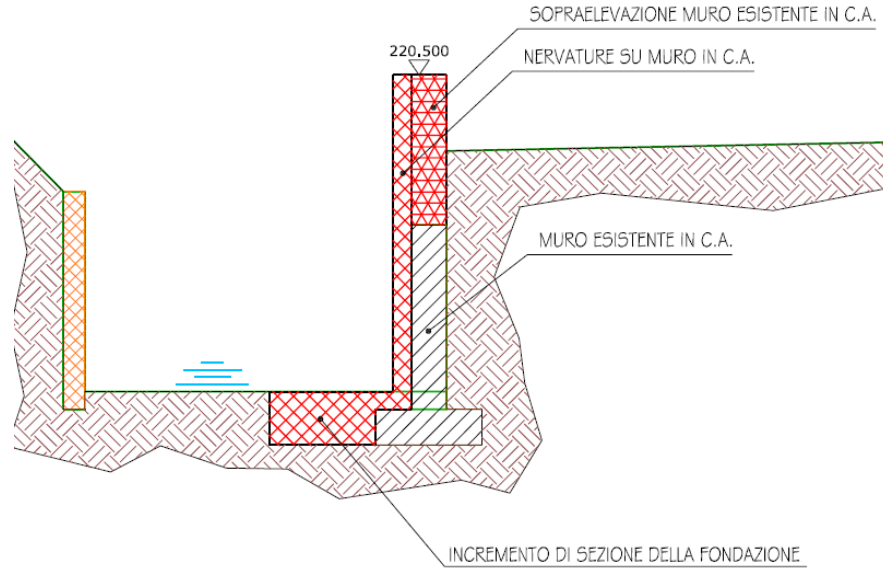 SOPRAELEVAZIONE MURO ESISTENTE IN C.A.
220.500
NERVATURE SU MURO IN C.A.
MURO ESISTENTE IN C.A.
INCREMENTO DI SEZIONE DELLA FONDAZIONE